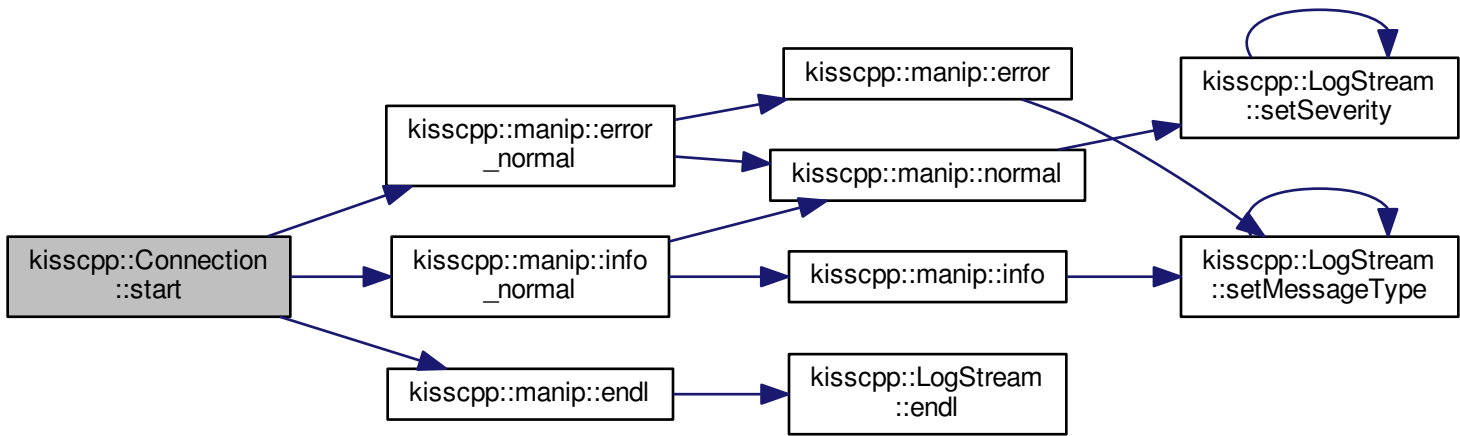 kisscpp::Connection
::start
kisscpp::manip::error
_normal
kisscpp::manip::info
_normal
kisscpp::manip::endl
kisscpp::manip::error
kisscpp::manip::normal
kisscpp::manip::info
kisscpp::LogStream
::endl
kisscpp::LogStream
::setSeverity
kisscpp::LogStream
::setMessageType